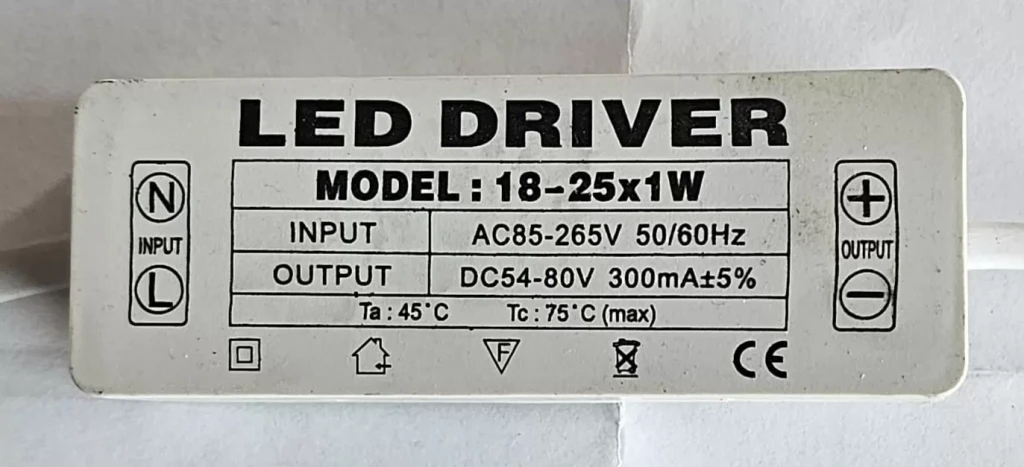 LED DRIVER
MODEL : 18-25x1W
N
INPUT
L
INPUT AC85-265V 50/60Hz
OUTPUT DC54-80V 300mA±5%
Ta : 45°C Tc : 75°C (max)
+
OUTPUT
−
F
CE